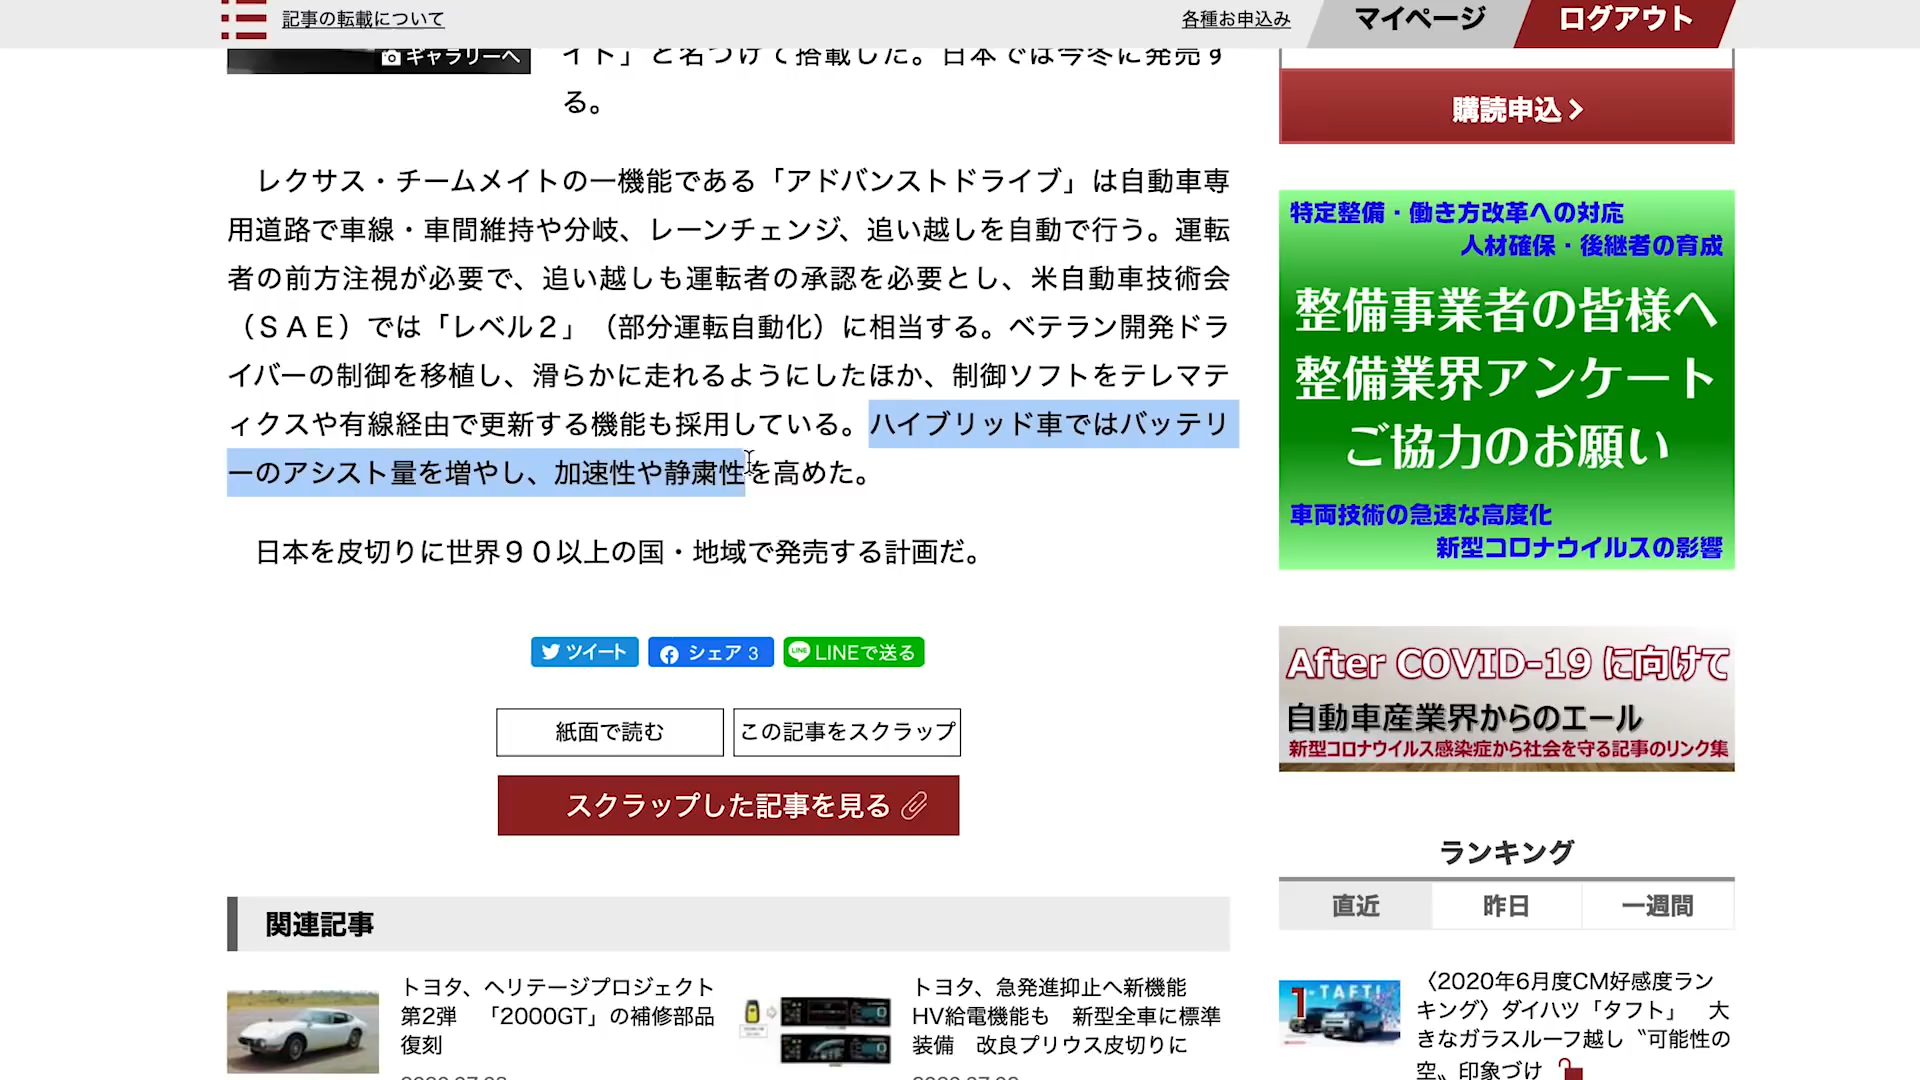 記事の転載について
各種お申込み
マイページ
ログアウト
ギャラリーへ
イト」と名づけて搭載した。日本では今冬に発売す
る。
レクサス・チームメイトの一機能である「アドバンストドライブ」は自動車専
用道路で車線・車間維持や分岐、レーンチェンジ、追い越しを自動で行う。運転
者の前方注視が必要で、追い越しも運転者の承認を必要とし、米自動車技術会
（ＳＡＥ）では「レベル２」（部分運転自動化）に相当する。ベテラン開発ドラ
イバーの制御を移植し、滑らかに走れるようにしたほか、制御ソフトをテレマテ
ィクスや有線経由で更新する機能も採用している。ハイブリッド車ではバッテリ
ーのアシスト量を増やし、加速性や静粛性を高めた。
日本を皮切りに世界９０以上の国・地域で発売する計画だ。
ツイート
シェア 3
LINEで送る
紙面で読む
この記事をスクラップ
スクラップした記事を見る
関連記事
トヨタ、ヘリテージプロジェクト
第2弾　「2000GT」の補修部品
復刻
トヨタ、急発進抑止へ新機能
HV給電機能も　新型全車に標準
装備　改良プリウス皮切りに
購読申込
特定整備・働き方改革への対応
人材確保・後継者の育成
整備事業者の皆様へ
整備業界アンケート
ご協力のお願い
車両技術の急速な高度化
新型コロナウイルスの影響
After COVID-19 に向けて
自動車産業界からのエール
新型コロナウイルス感染症から社会を守る記事のリンク集
ランキング
直近
昨日
一週間
1
TAFT!
〈2020年6月度CM好感度ラン
キング〉ダイハツ「タフト」　大
きなガラスルーフ越し〝可能性の
空〟印象づけ